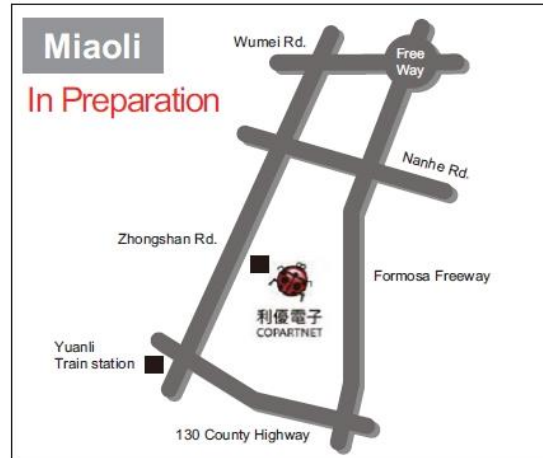 Miaoli
In Preparation
Wumei Rd.
Free
Way
Nanhe Rd.
Zhongshan Rd.
Formosa Freeway
利優電子
COPARTNET
Yuanli
Train station
130 County Highway